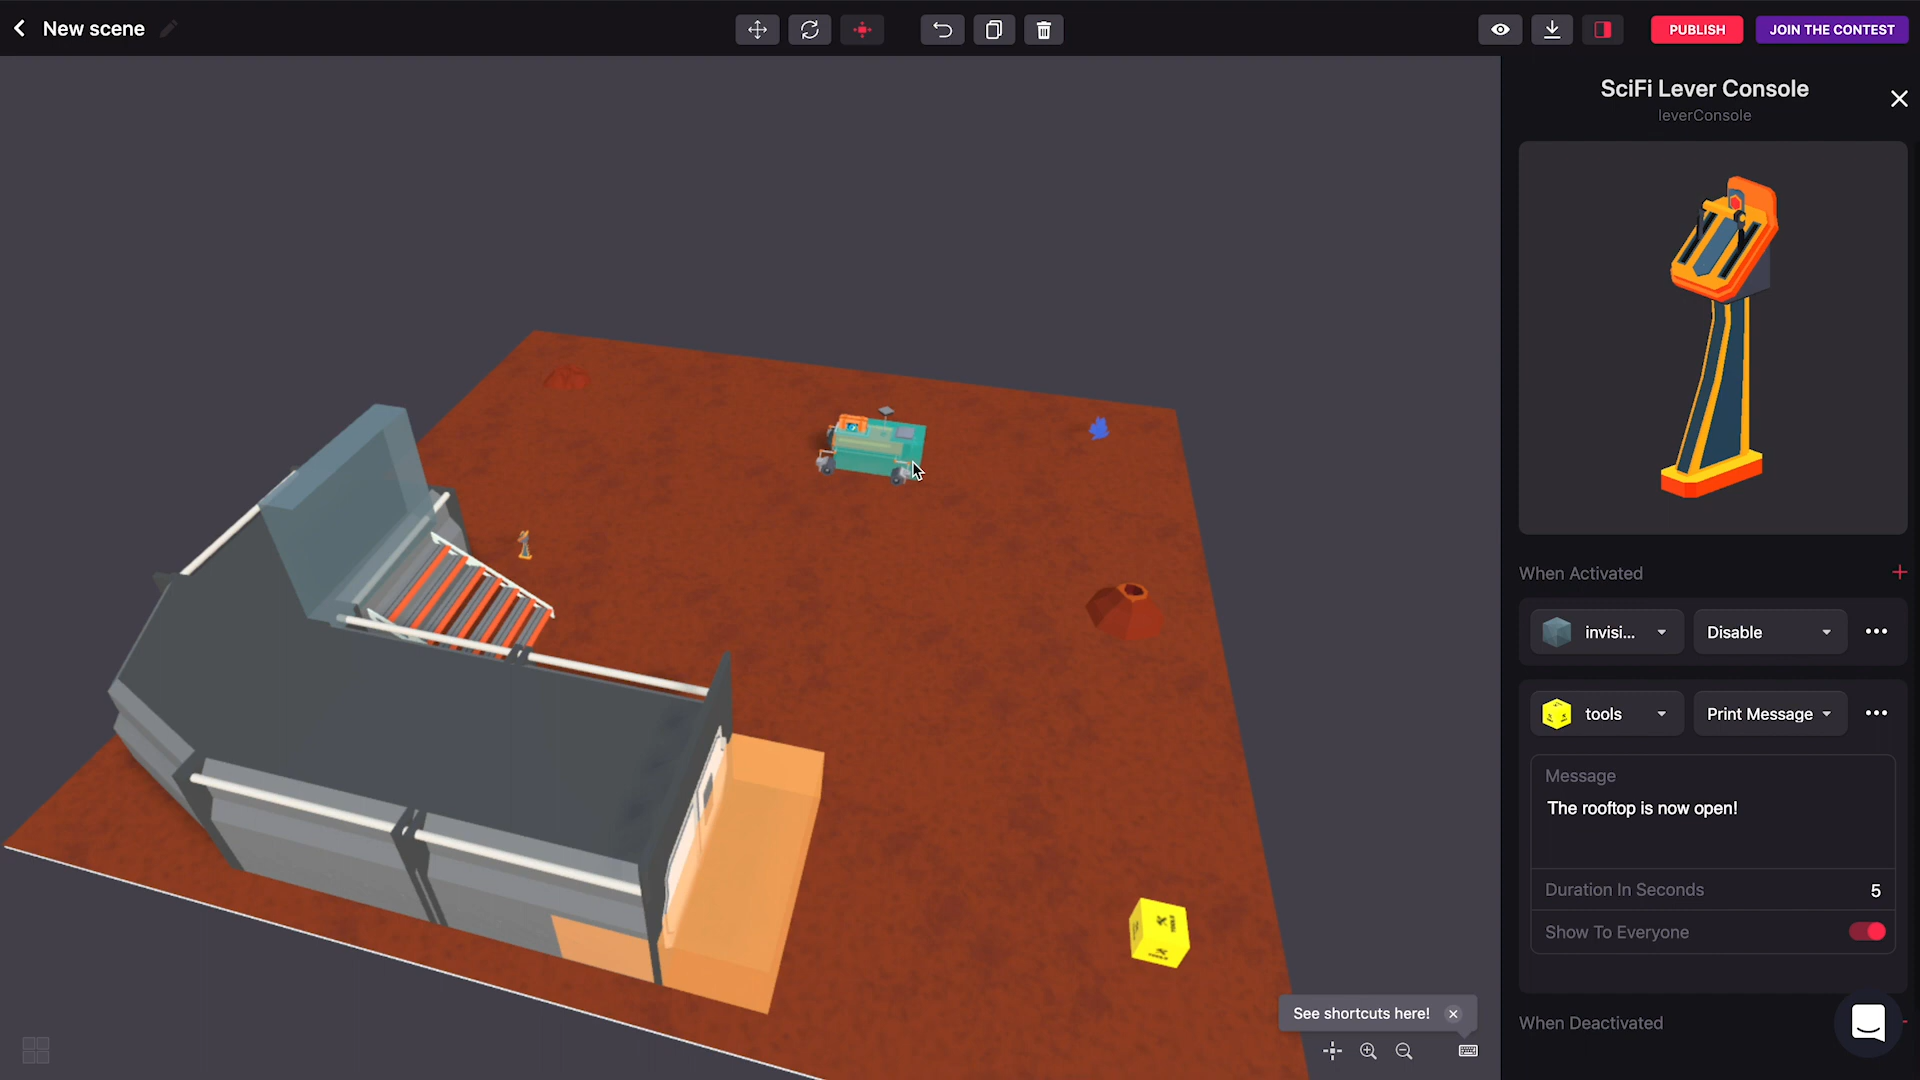 New scene
PUBLISH
JOIN THE CONTEST
SciFi Lever Console
leverConsole
When Activated
invisi...
Disable
tools
Print Message
Message
The rooftop is now open!
Duration In Seconds
5
Show To Everyone
When Deactivated
See shortcuts here!